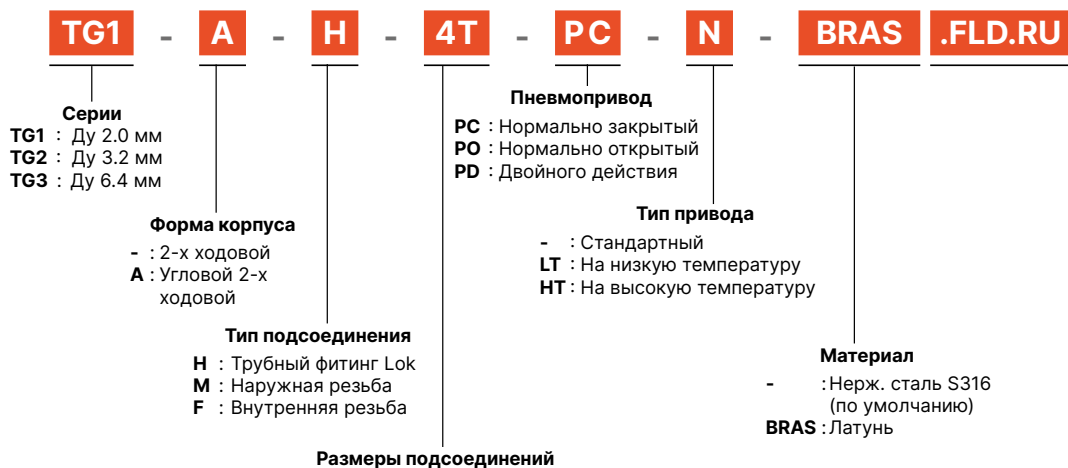 TG1 - A - H - 4T - PC - N - BRAS .FLD.RU
Серии
TG1 : Ду 2.0 мм
TG2 : Ду 3.2 мм
TG3 : Ду 6.4 мм
Пневмопривод
PC : Нормально закрытый
PO : Нормально открытый
PD : Двойного действия
Форма корпуса
- : 2-х ходовой
A : Угловой 2-х
ходовой
Тип привода
- : Стандартный
LT : На низкую температуру
HT : На высокую температуру
Тип подсоединения
H : Трубный фитинг Lok
M : Наружная резьба
F : Внутренняя резьба
Материал
- : Нерж. сталь S316
(по умолчанию)
BRAS : Латунь
Размеры подсоединений